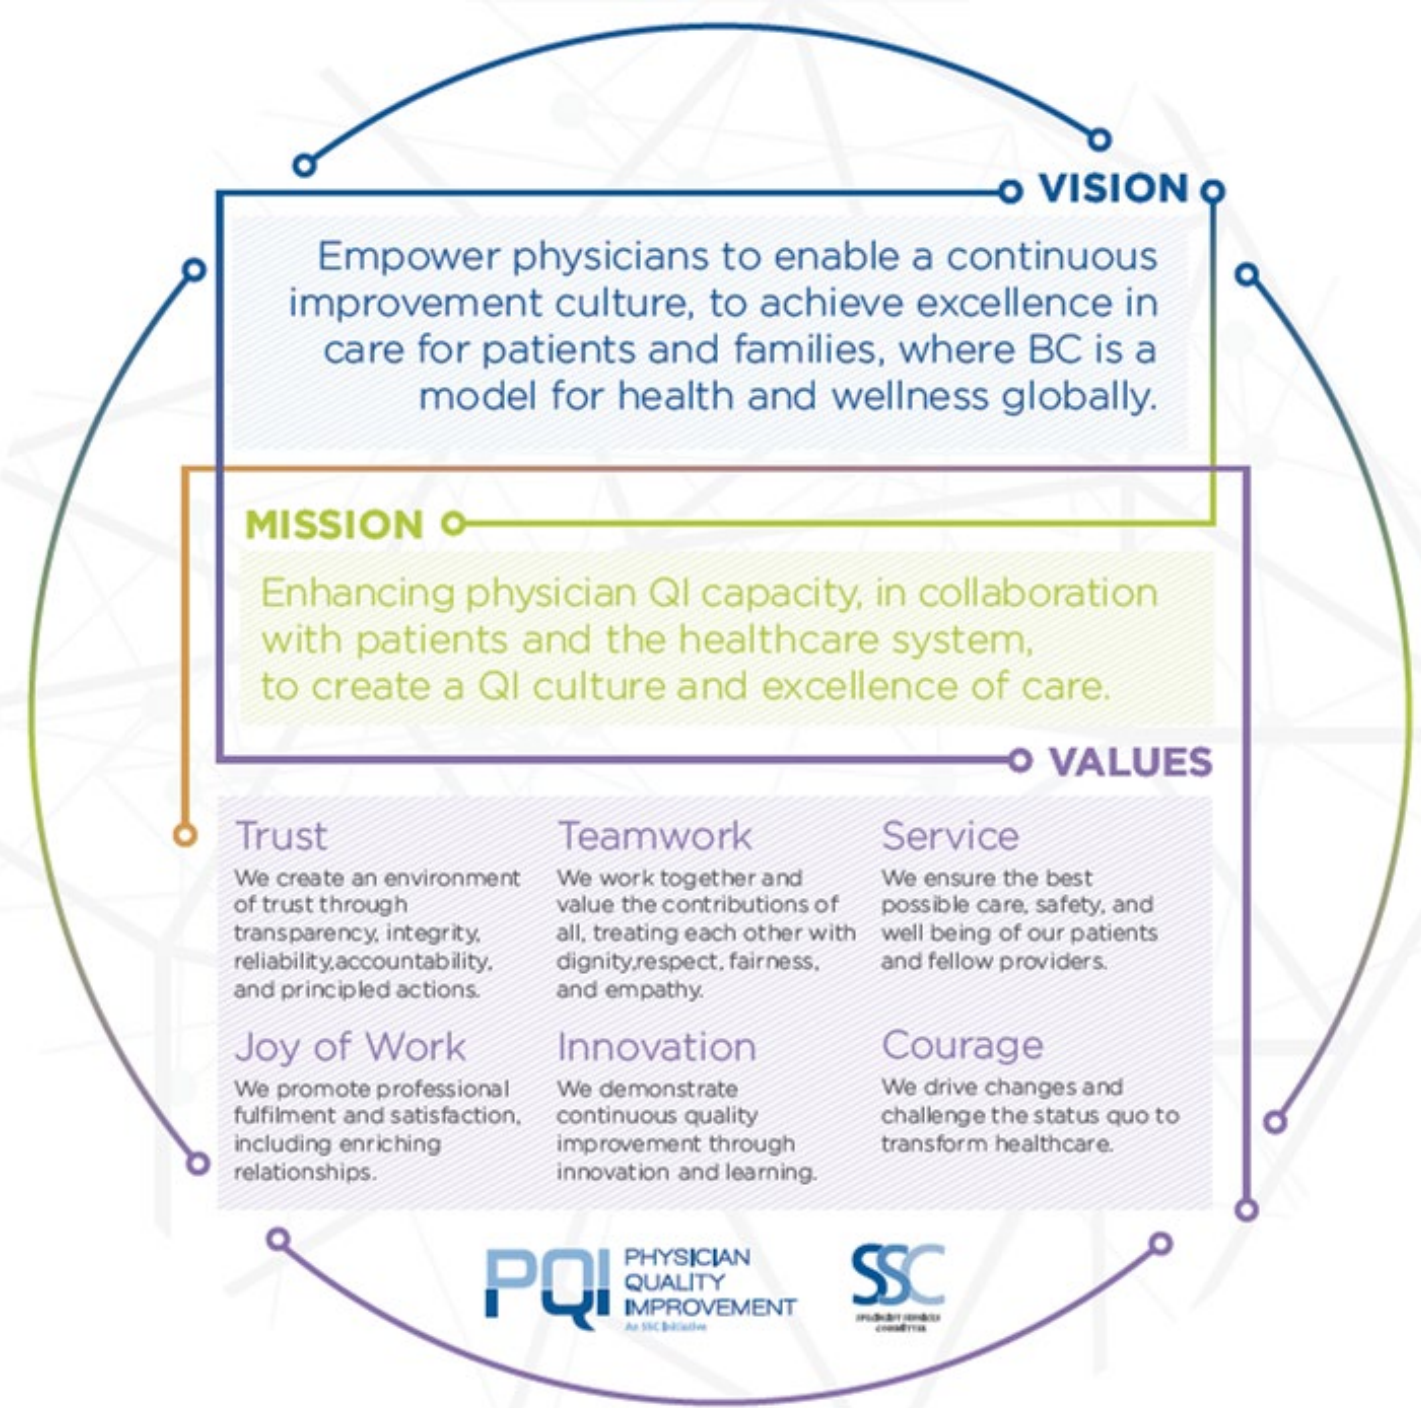 VISION
Empower physicians to enable a continuous
improvement culture, to achieve excellence in
care for patients and families, where BC is a
model for health and wellness globally.
MISSION
Enhancing physician QI capacity, in collaboration
with patients and the healthcare system,
to create a QI culture and excellence of care.
VALUES
Trust
We create an environment
of trust through
transparency, integrity,
reliability,accountability,
and principled actions.
Teamwork
We work together and
value the contributions of
all, treating each other with
dignity,respect, fairness,
and empathy.
Service
We ensure the best
possible care, safety, and
well being of our patients
and fellow providers.
Joy of Work
We promote professional
fulfilment and satisfaction,
including enriching
relationships.
Innovation
We demonstrate
continuous quality
improvement through
innovation and learning.
Courage
We drive changes and
challenge the status quo to
transform healthcare.
PQI
PHYSICIAN
QUALITY
IMPROVEMENT
An SSC Initiative
SSC
SPECIALIST SERVICES
COMMITTEE